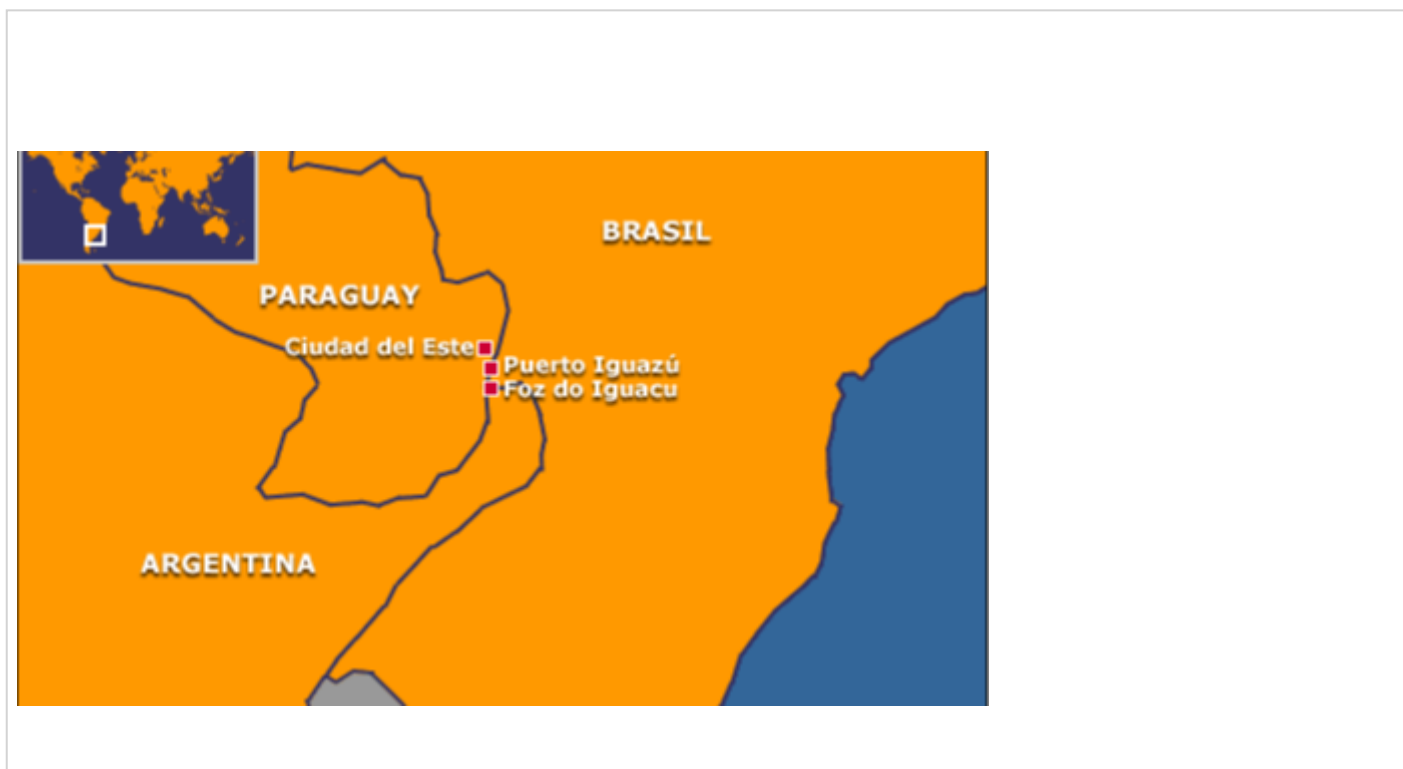 BRASIL
PARAGUAY
Ciudad del Este
Puerto Iguazú
Foz do Iguacu
ARGENTINA